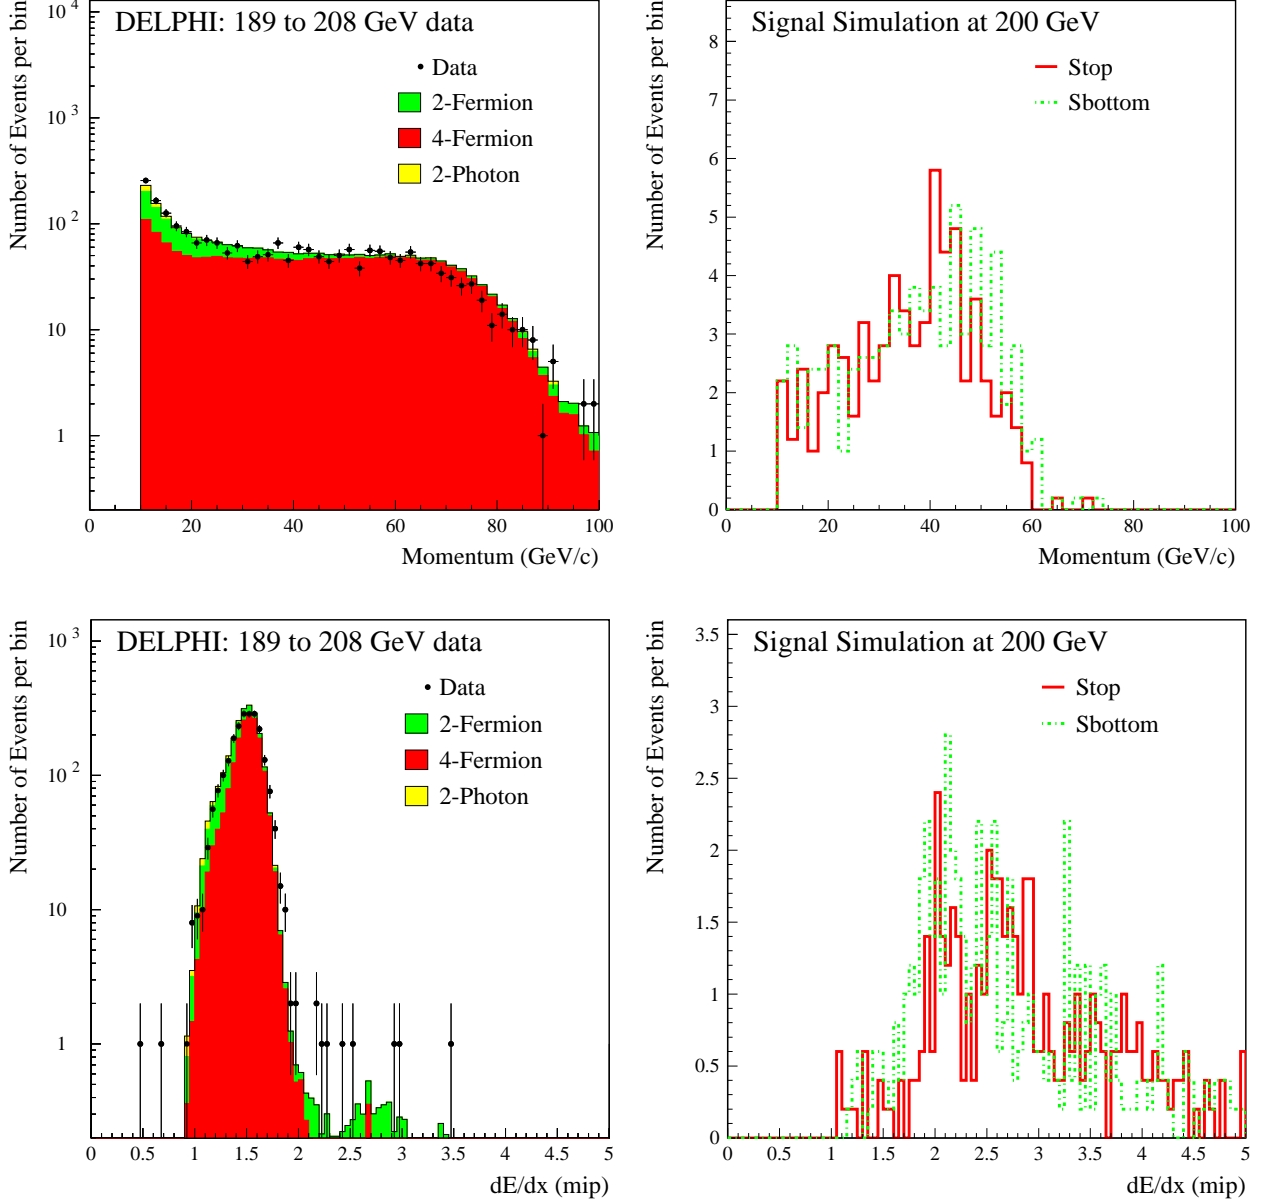 DELPHI: 189 to 208 GeV data
Number of Events per bin
Data
2-Fermion
4-Fermion
2-Photon
10^4
10^3
10^2
10
1
0 20 40 60 80 100
Momentum (GeV/c)
Signal Simulation at 200 GeV
Number of Events per bin
Stop
Sbottom
8
7
6
5
4
3
2
1
0
0 20 40 60 80 100
Momentum (GeV/c)
DELPHI: 189 to 208 GeV data
Number of Events per bin
Data
2-Fermion
4-Fermion
2-Photon
10^3
10^2
10
1
0 0.5 1 1.5 2 2.5 3 3.5 4 4.5 5
dE/dx (mip)
Signal Simulation at 200 GeV
Number of Events per bin
Stop
Sbottom
3.5
3
2.5
2
1.5
1
0.5
0
0 0.5 1 1.5 2 2.5 3 3.5 4 4.5 5
dE/dx (mip)